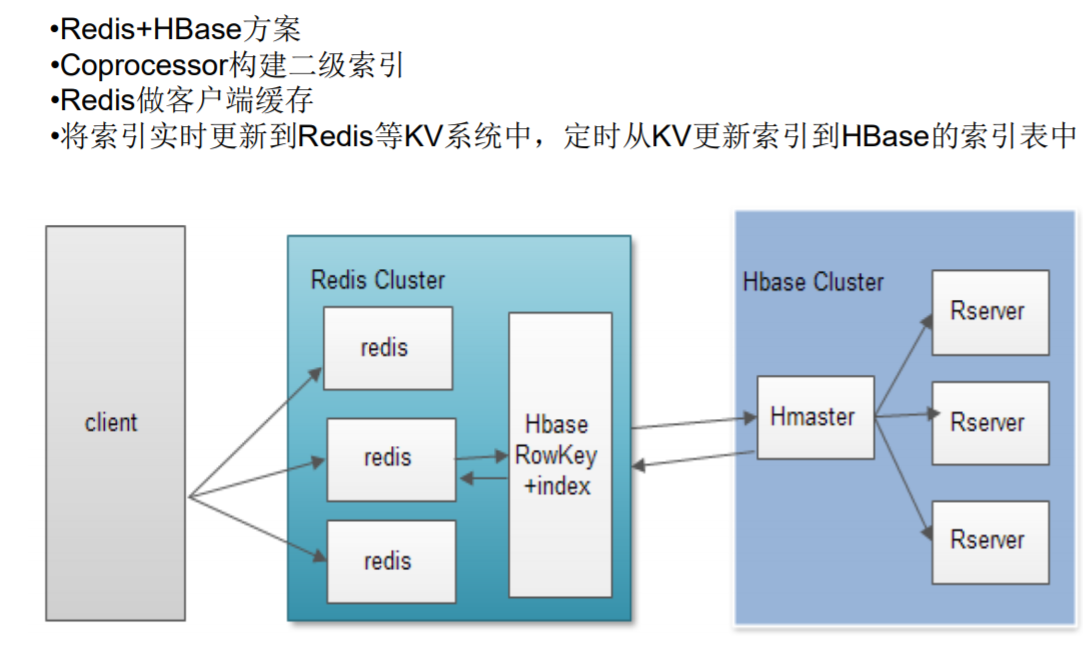 •Redis+HBase方案
•Coprocessor构建二级索引
•Redis做客户端缓存
•将索引实时更新到Redis等KV系统中，定时从KV更新索引到HBase的索引表中
client
Redis Cluster
redis
redis
redis
Hbase
RowKey
+index
Hbase Cluster
Hmaster
Rserver
Rserver
Rserver